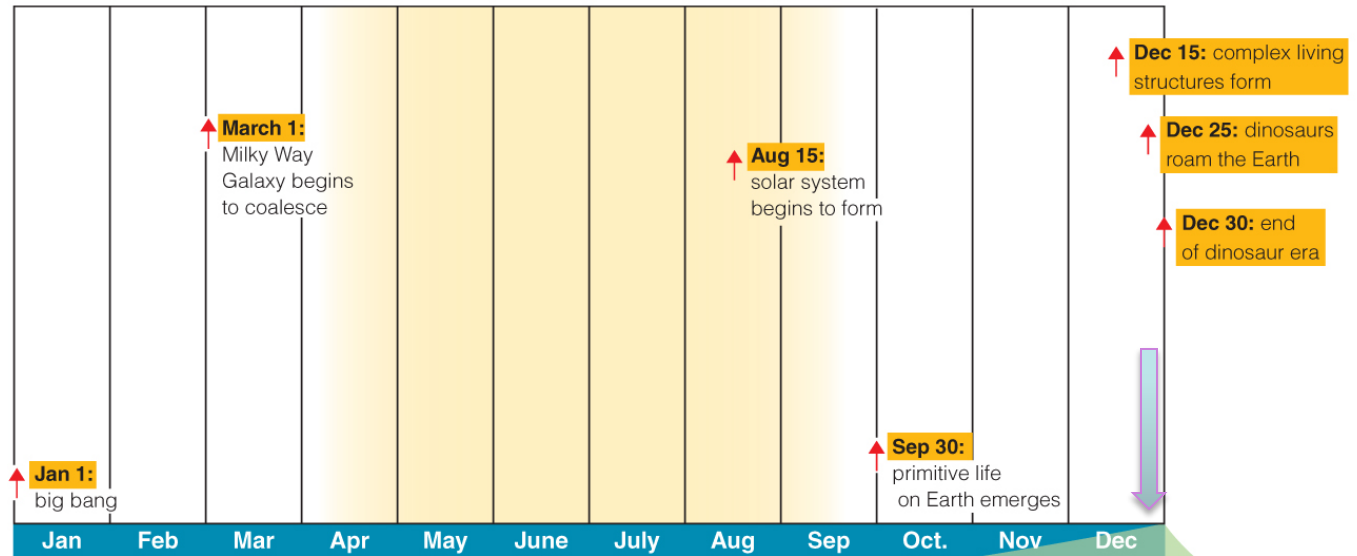 Dec 15: complex living
structures form
March 1:
Milky Way
Galaxy begins
to coalesce
Dec 25: dinosaurs
roam the Earth
Aug 15:
solar system
begins to form
Dec 30: end
of dinosaur era
Sep 30:
primitive life
on Earth emerges
Jan 1:
big bang
Jan Feb Mar Apr May June July Aug Sep Oct. Nov Dec